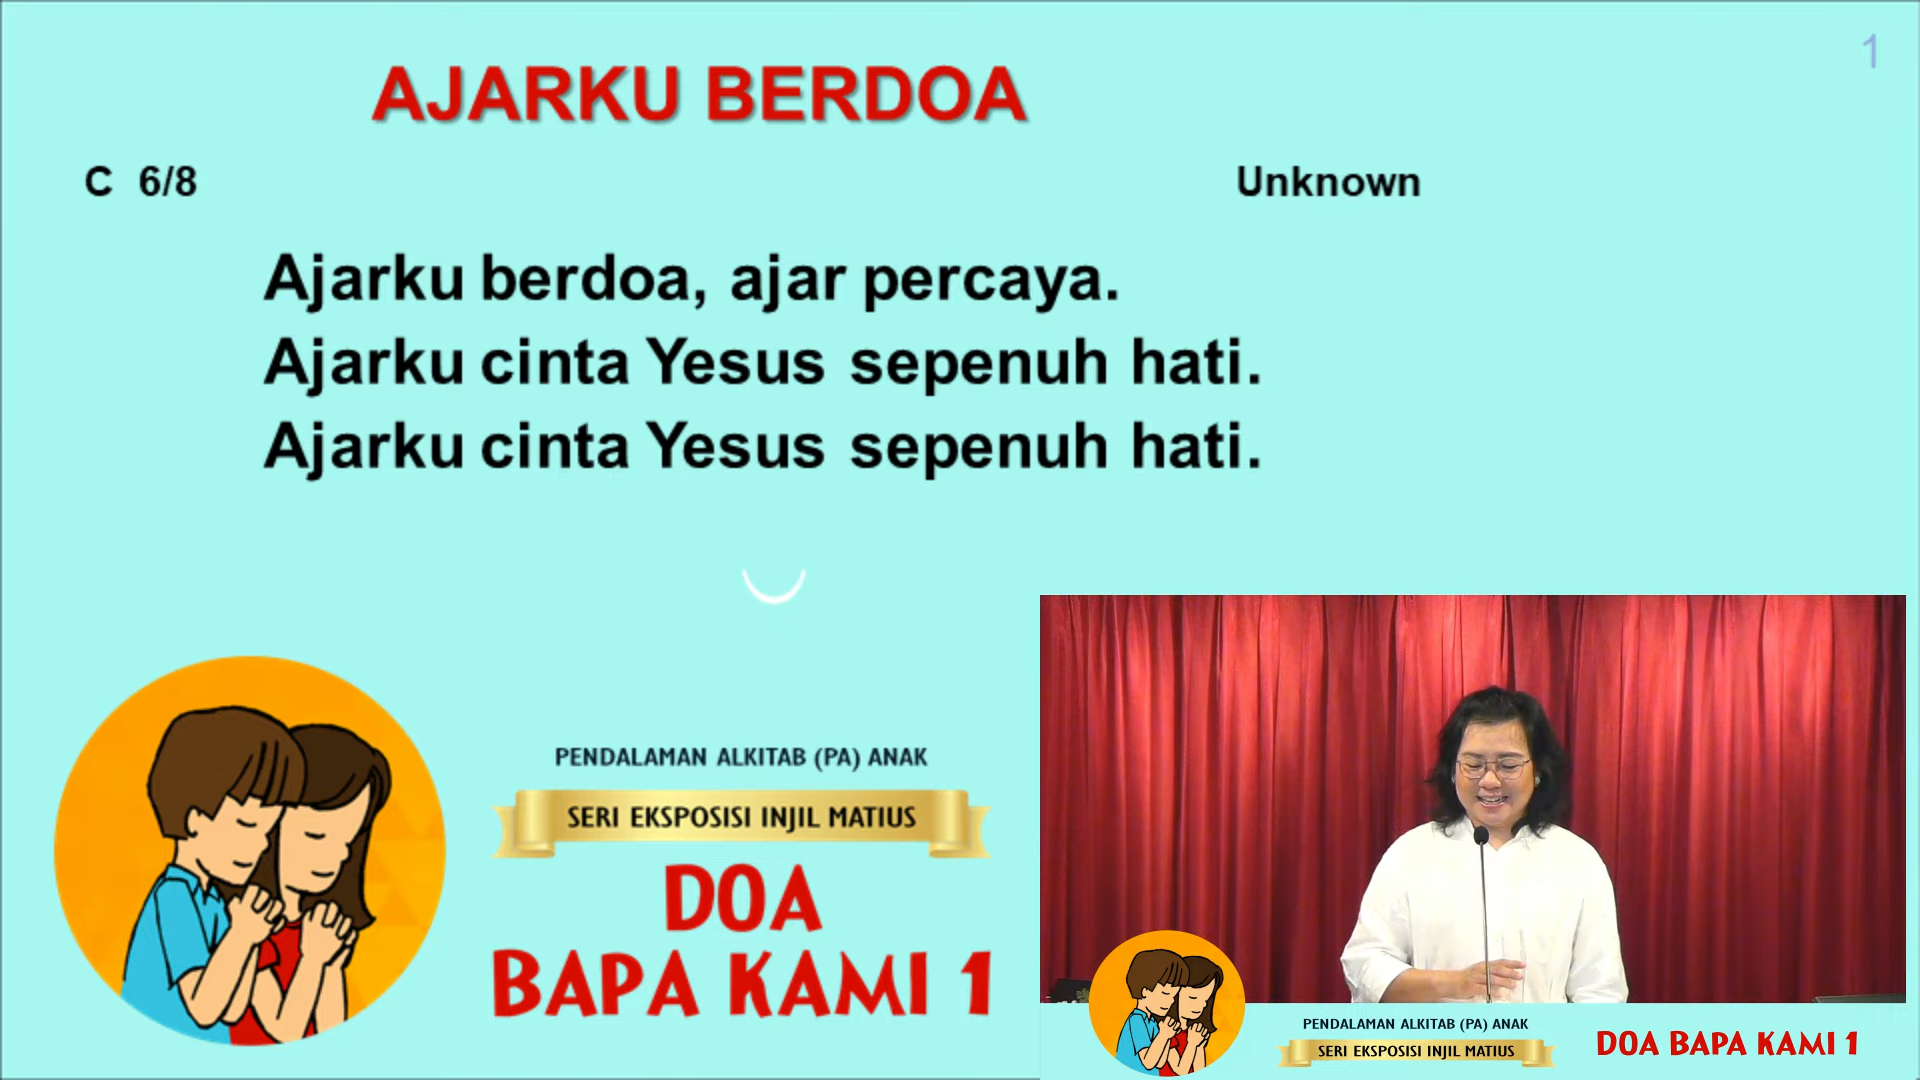 1
AJARKU BERDOA
C 6/8
Unknown
Ajarku berdoa, ajar percaya.
Ajarku cinta Yesus sepenuh hati.
Ajarku cinta Yesus sepenuh hati.
PENDALAMAN ALKITAB (PA) ANAK
SERI EKSPOSISI INJIL MATIUS
DOA
BAPA KAMI 1
PENDALAMAN ALKITAB (PA) ANAK
SERI EKSPOSISI INJIL MATIUS
DOA BAPA KAMI 1